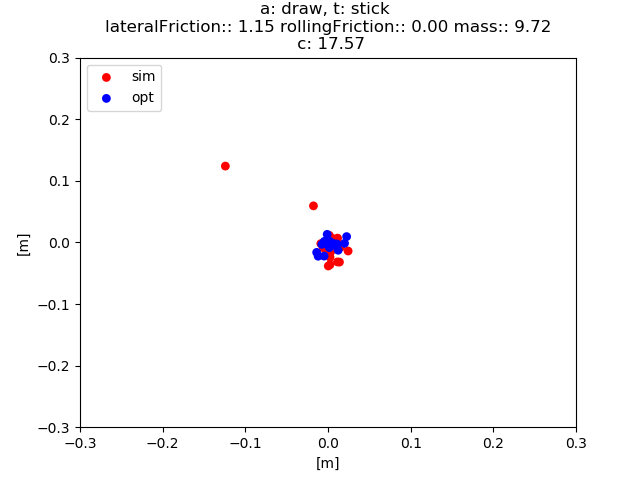 a: draw, t: stick
lateralFriction:: 1.15 rollingFriction:: 0.00 mass:: 9.72
c: 17.57
sim
opt
0.3
0.2
0.1
0.0
−0.1
−0.2
−0.3
[m]
−0.3 −0.2 −0.1 0.0 0.1 0.2 0.3
[m]